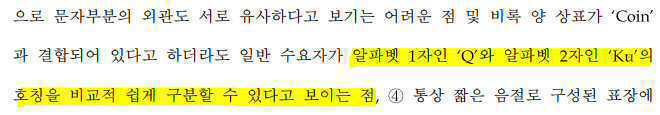 으로 문자부분의 외관도 서로 유사하다고 보기는 어려운 점 및 비록 양 상표가 ‘Coin’
과 결합되어 있다고 하더라도 일반 수요자가 알파벳 1자인 ‘Q’와 알파벳 2자인 ‘Ku’의
호칭을 비교적 쉽게 구분할 수 있다고 보이는 점, ④ 통상 짧은 음절로 구성된 표장에